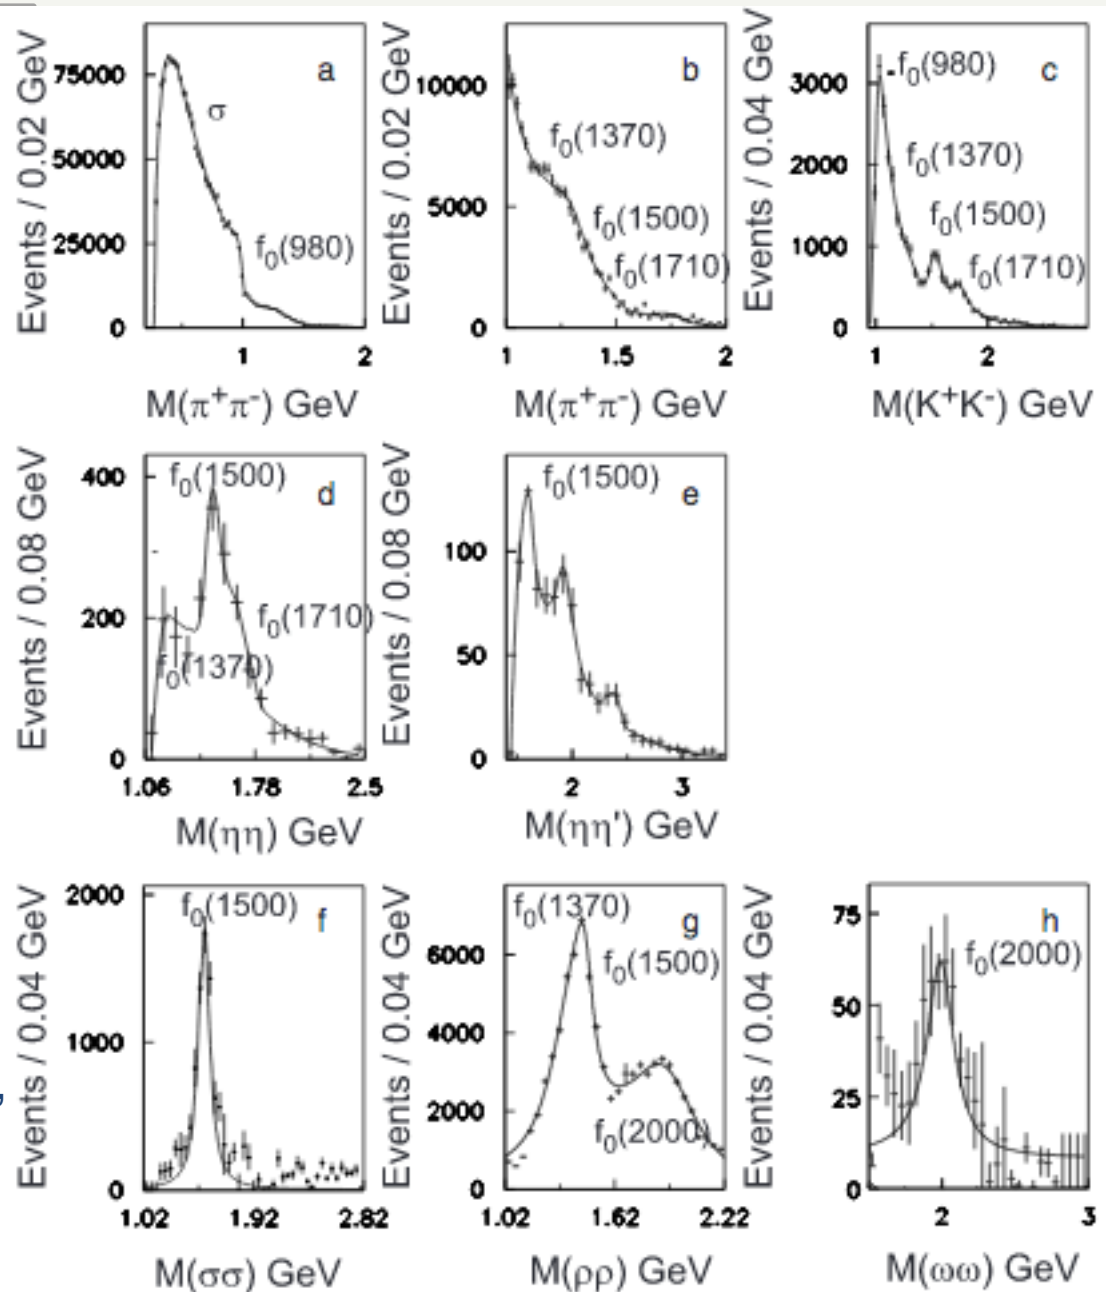 Events / 0.02 GeV
75000
50000
25000
0
a
σ
f₀(980)
1
2
M(π⁺π⁻) GeV
Events / 0.02 GeV
10000
5000
0
b
f₀(1370)
f₀(1500)
f₀(1710)
1
1.5
2
M(π⁺π⁻) GeV
Events / 0.04 GeV
3000
2000
1000
0
c
f₀(980)
f₀(1370)
f₀(1500)
f₀(1710)
1
2
M(K⁺K⁻) GeV
Events / 0.08 GeV
400
200
0
f₀(1500)
d
f₀(1710)
f₀(1370)
1.06
1.78
2.5
M(ηη) GeV
Events / 0.08 GeV
100
50
0
f₀(1500)
e
2
3
M(ηη') GeV
Events / 0.04 GeV
2000
1000
0
f₀(1500)
f
1.02
1.92
2.82
M(σσ) GeV
Events / 0.04 GeV
6000
4000
2000
0
f₀(1370)
g
f₀(1500)
f₀(2000)
1.02
1.62
2.22
M(ρρ) GeV
Events / 0.04 GeV
75
50
25
0
h
f₀(2000)
2
3
M(ωω) GeV